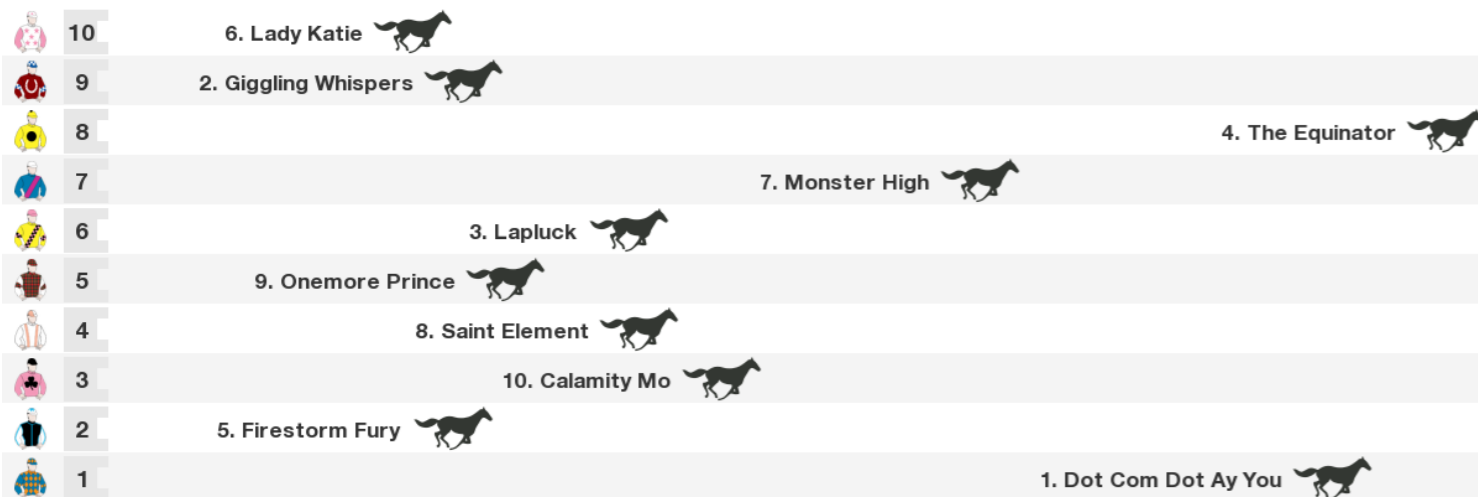 10 6. Lady Katie
9 2. Giggling Whispers
8 4. The Equinator
7 7. Monster High
6 3. Lapluck
5 9. Onemore Prince
4 8. Saint Element
3 10. Calamity Mo
2 5. Firestorm Fury
1 1. Dot Com Dot Ay You